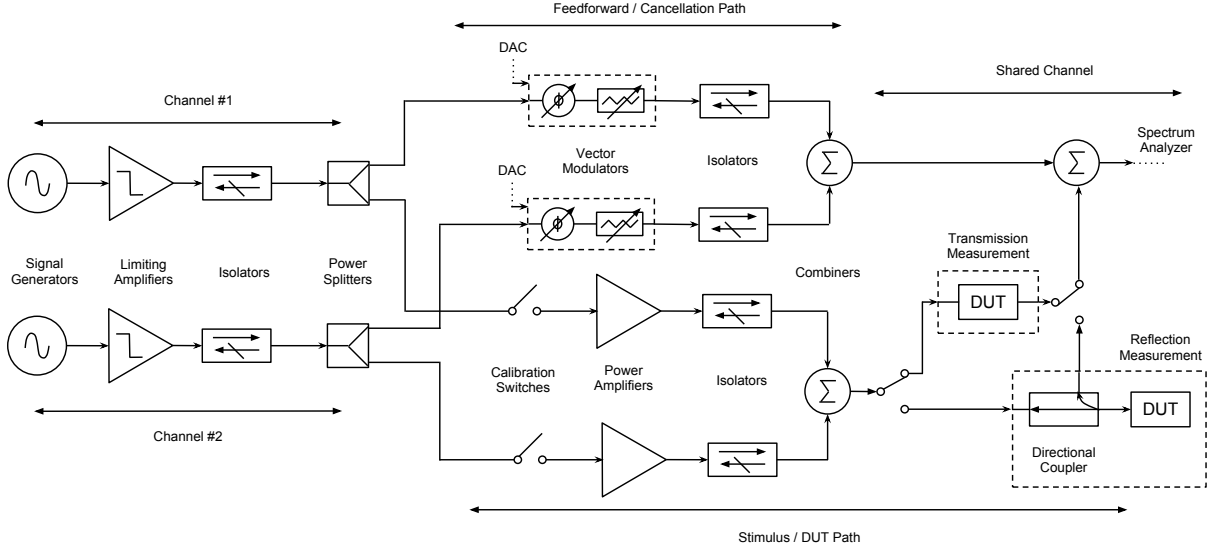 Feedforward / Cancellation Path
DAC
Shared Channel
Channel #1
Vector
Modulators
Isolators
Σ
Σ
Spectrum
Analyzer
ϕ
DAC
ϕ
Signal
Generators
Limiting
Amplifiers
Isolators
Power
Splitters
Combiners
Transmission
Measurement
DUT
Reflection
Measurement
Calibration
Switches
Power
Amplifiers
Isolators
Σ
DUT
Channel #2
Directional
Coupler
Stimulus / DUT Path